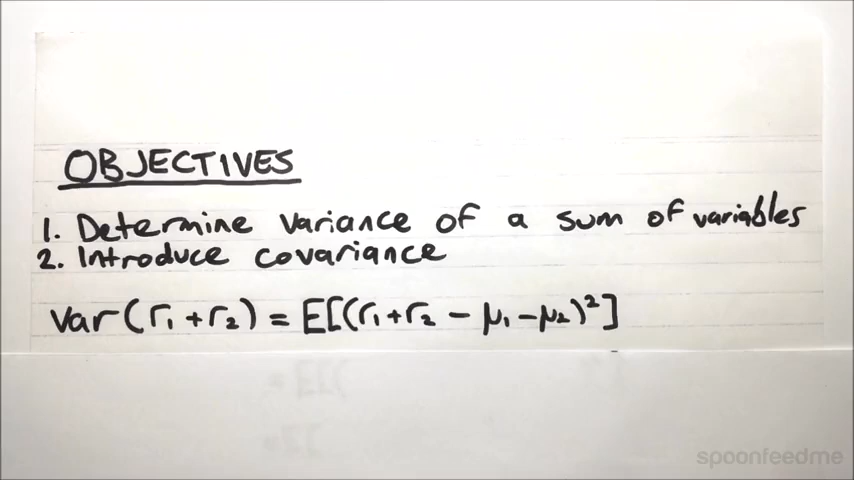 OBJECTIVES
1. Determine variance of a sum of variables
2. Introduce covariance
Var(r₁+r₂) = E[(r₁+r₂ - μ₁-μ₂)²]
spoonfeedme